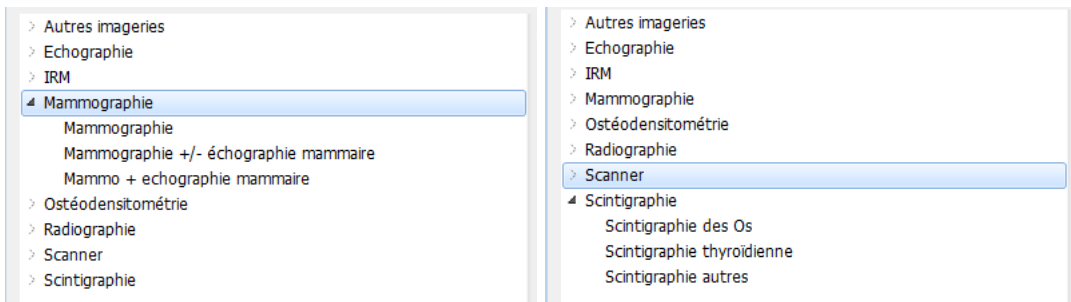 Autres imageries
Echographie
IRM
Mammographie
Mammographie
Mammographie +/- échographie mammaire
Mammo + echographie mammaire
Ostéodensitométrie
Radiographie
Scanner
Scintigraphie
Autres imageries
Echographie
IRM
Mammographie
Ostéodensitométrie
Radiographie
Scanner
Scintigraphie
Scintigraphie des Os
Scintigraphie thyroïdienne
Scintigraphie autres